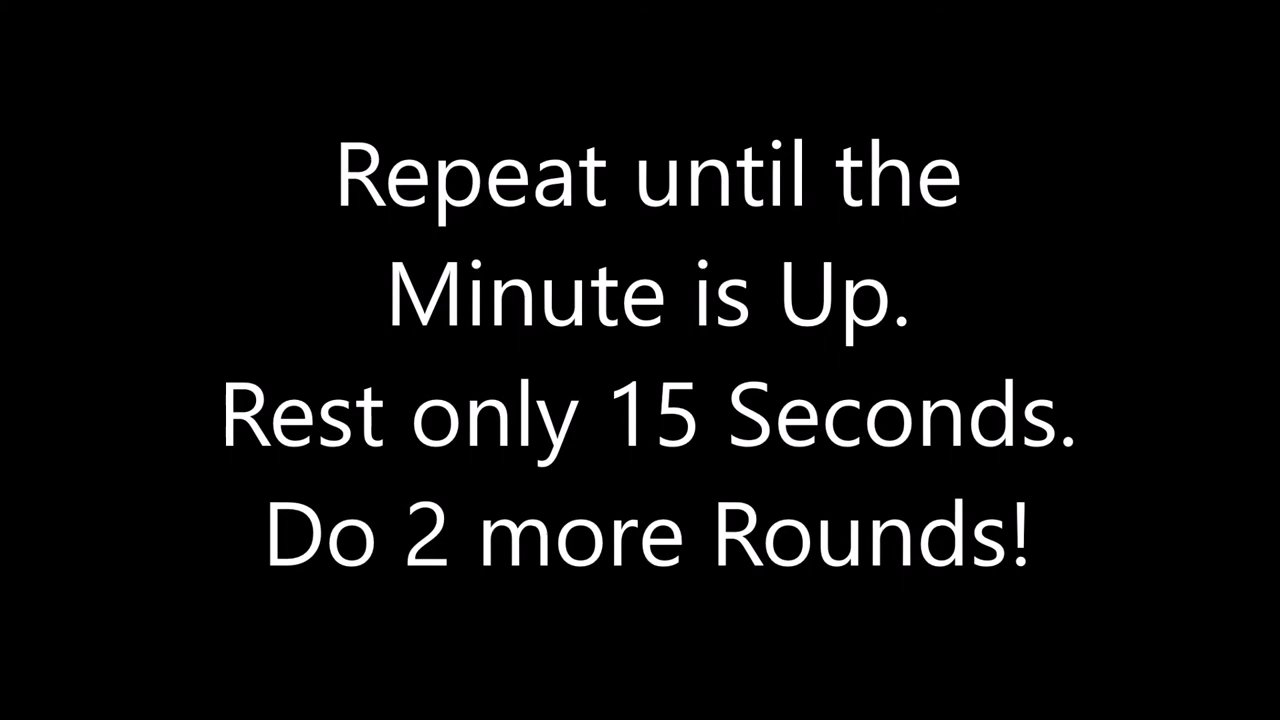 Repeat until the
Minute is Up.
Rest only 15 Seconds.
Do 2 more Rounds!